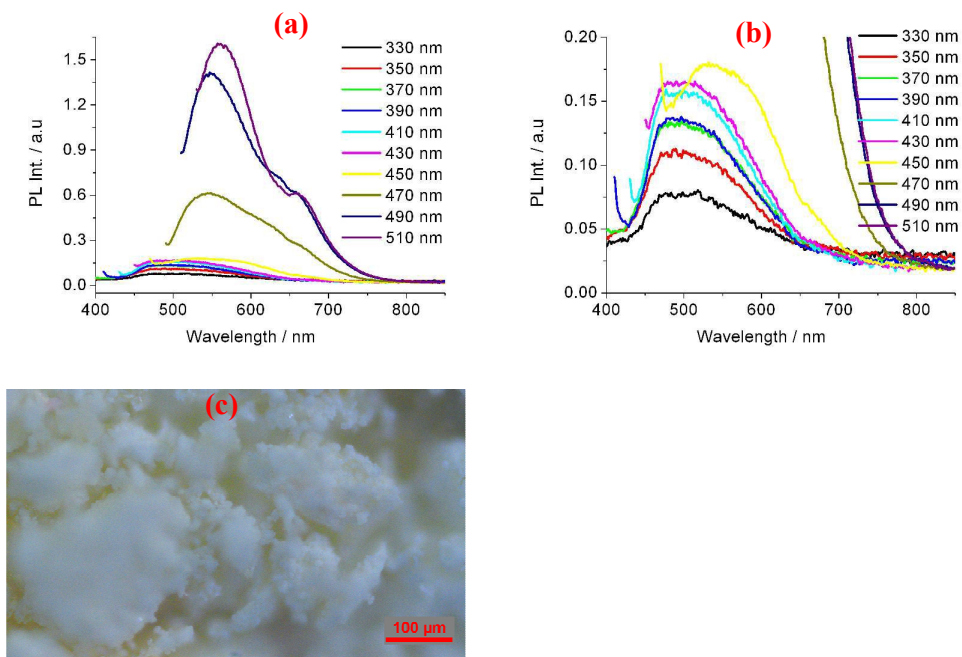 (a)
PL Int. / a.u
1.5
1.2
0.9
0.6
0.3
0.0
400 500 600 700 800
Wavelength / nm
330 nm
350 nm
370 nm
390 nm
410 nm
430 nm
450 nm
470 nm
490 nm
510 nm
(b)
PL Int. / a.u
0.20
0.15
0.10
0.05
0.00
400 500 600 700 800
Wavelength / nm
330 nm
350 nm
370 nm
390 nm
410 nm
430 nm
450 nm
470 nm
490 nm
510 nm
(c)
100 µm